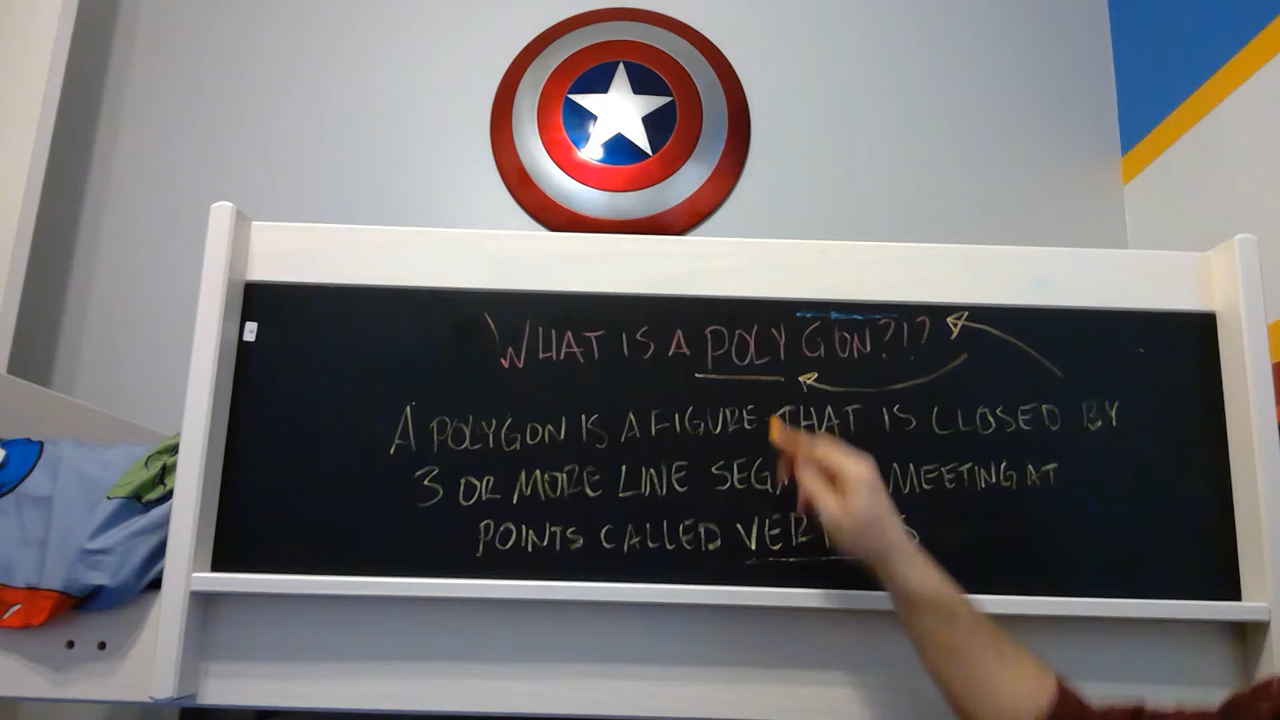 WHAT IS A POLYGON?!?
A POLYGON IS A FIGURE THAT IS CLOSED BY
3 OR MORE LINE MEETING AT
POINTS CALLED